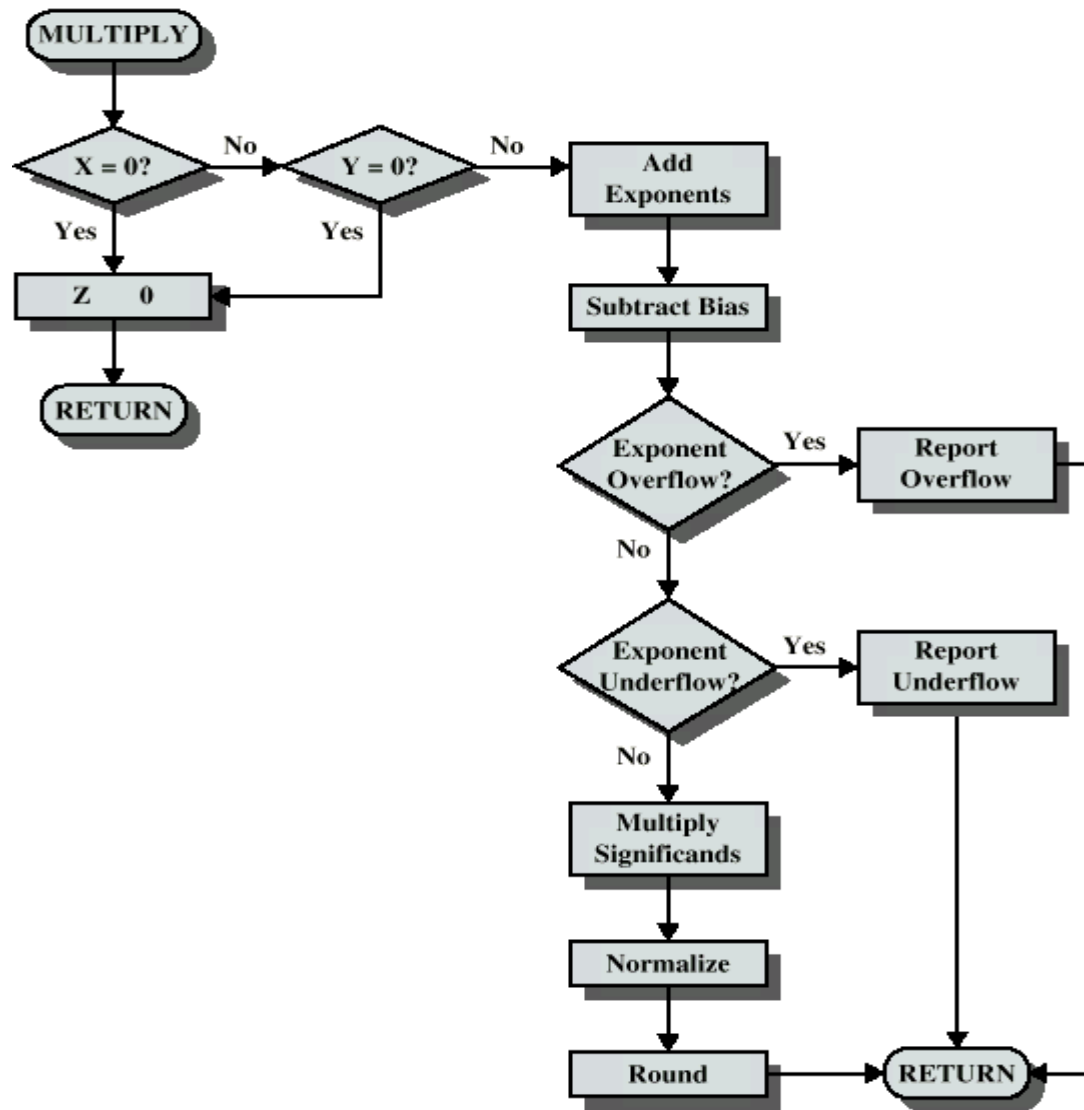 MULTIPLY
X = 0?
No
Y = 0?
No
Add
Exponents
Yes
Yes
Z 0
RETURN
Subtract Bias
Exponent
Overflow?
Yes
Report
Overflow
No
Exponent
Underflow?
Yes
Report
Underflow
No
Multiply
Significands
Normalize
Round
RETURN